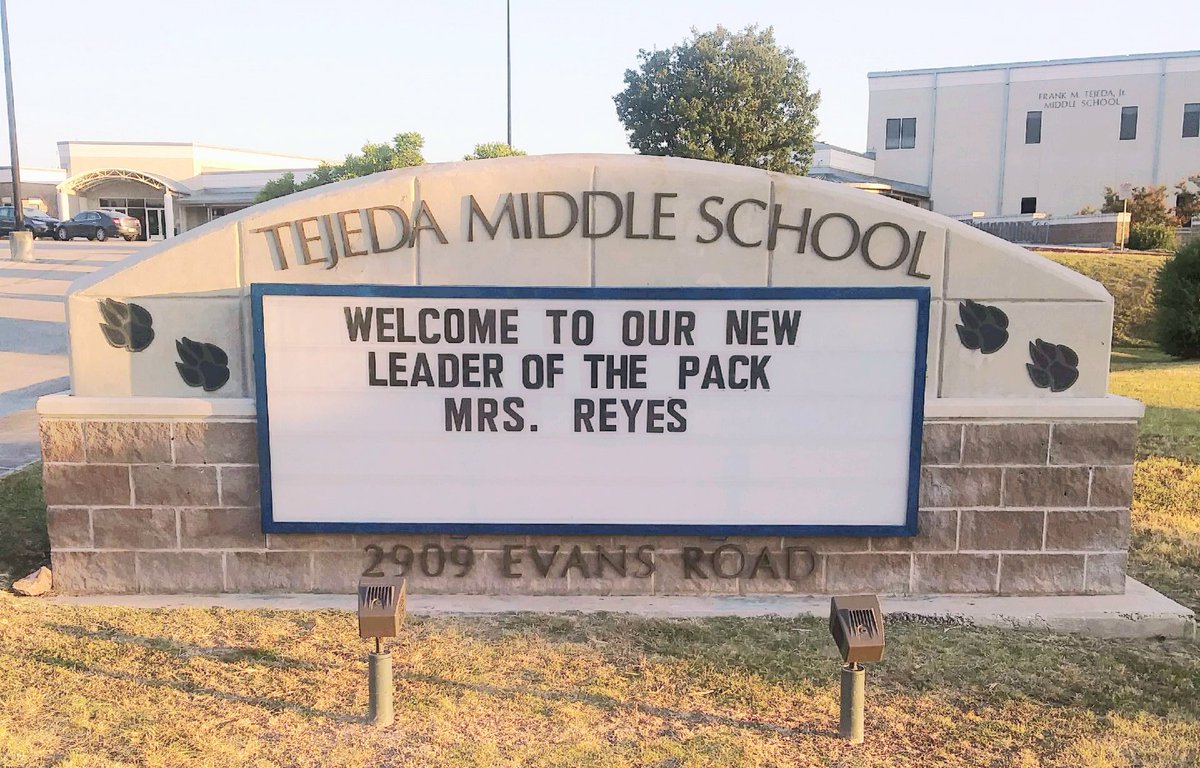 FRANK M. TEJEDA, Jr.
MIDDLE SCHOOL
TEJEDA MIDDLE SCHOOL
WELCOME TO OUR NEW
LEADER OF THE PACK
MRS. REYES
2909 EVANS ROAD